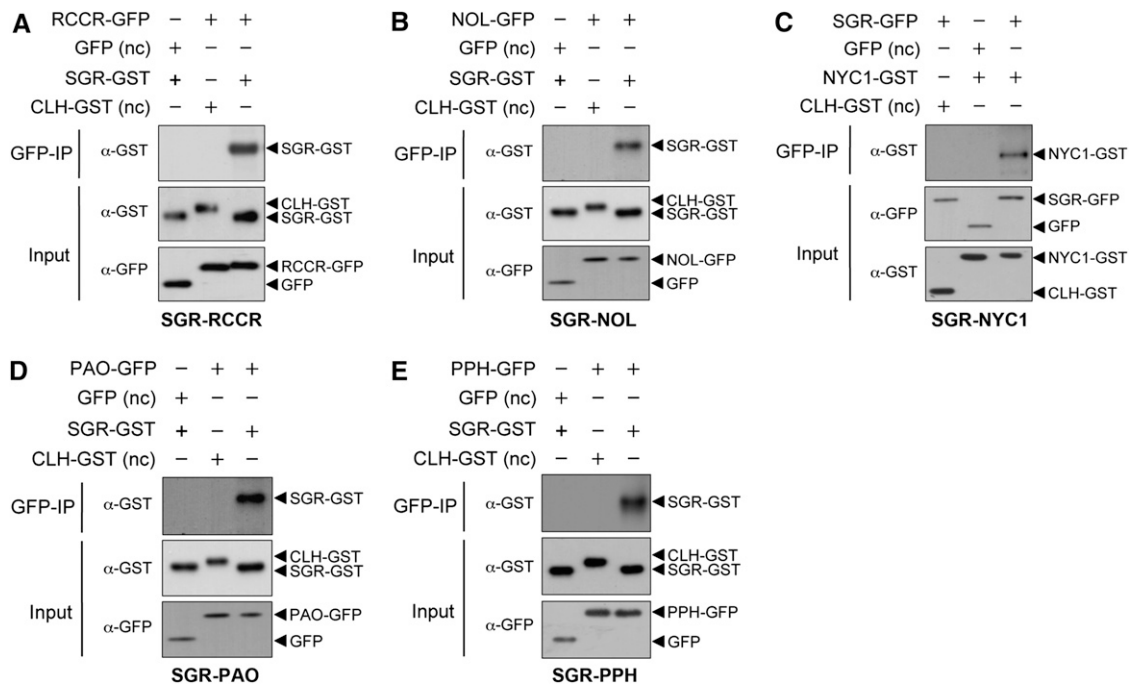 A
RCCR-GFP − + +
GFP (nc) + − −
SGR-GST + − +
CLH-GST (nc) − + −
GFP-IP α-GST SGR-GST
Input α-GST CLH-GST
SGR-GST
α-GFP RCCR-GFP
GFP
SGR-RCCR
B
NOL-GFP − + +
GFP (nc) + − −
SGR-GST + − +
CLH-GST (nc) − + −
GFP-IP α-GST SGR-GST
Input α-GST CLH-GST
SGR-GST
α-GFP NOL-GFP
GFP
SGR-NOL
C
SGR-GFP + − +
GFP (nc) − + −
NYC1-GST − + +
CLH-GST (nc) + − −
GFP-IP α-GST NYC1-GST
Input α-GFP SGR-GFP
GFP
α-GST NYC1-GST
CLH-GST
SGR-NYC1
D
PAO-GFP − + +
GFP (nc) + − −
SGR-GST + − +
CLH-GST (nc) − + −
GFP-IP α-GST SGR-GST
Input α-GST CLH-GST
SGR-GST
α-GFP PAO-GFP
GFP
SGR-PAO
E
PPH-GFP − + +
GFP (nc) + − −
SGR-GST + − +
CLH-GST (nc) − + −
GFP-IP α-GST SGR-GST
Input α-GST CLH-GST
SGR-GST
α-GFP PPH-GFP
GFP
SGR-PPH